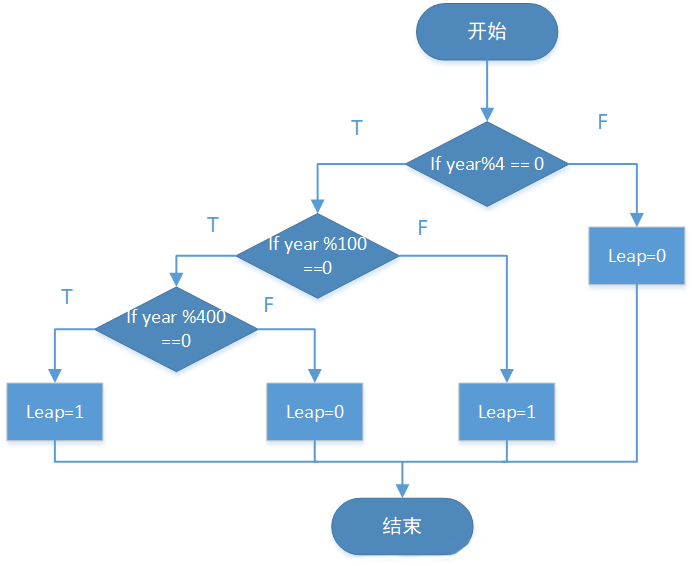 开始
T
F
If year%4 == 0
T
F
If year %100
==0
Leap=0
T
F
If year %400
==0
Leap=1
Leap=0
Leap=1
结束